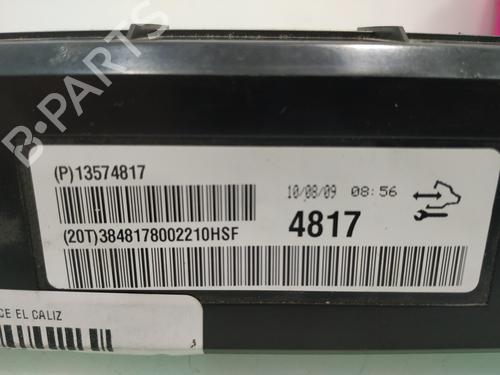 B-PARTS
(P)13574817
10/08/09 08:56
4817
(20T)3848178002210HSF
CE EL CALIZ